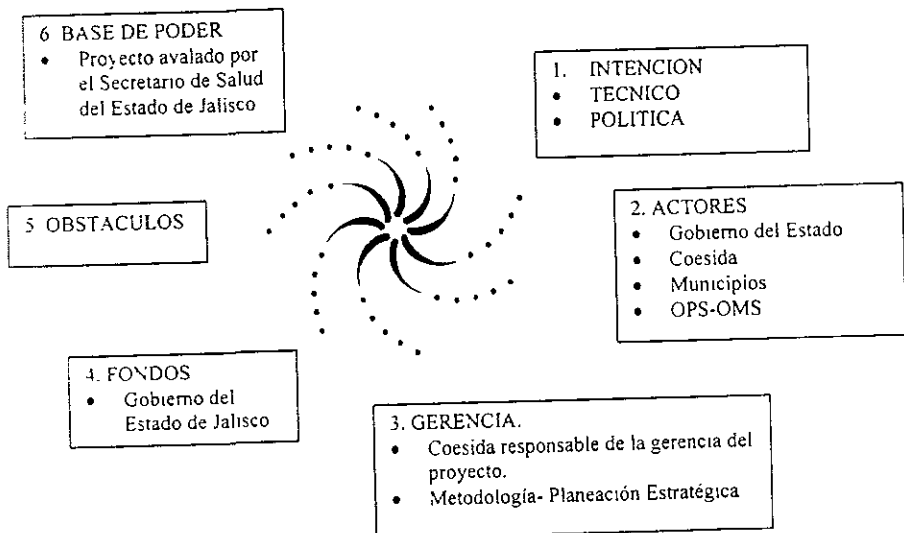 6 BASE DE PODER
• Proyecto avalado por
el Secretario de Salud
del Estado de Jalisco
1. INTENCION
• TECNICO
• POLITICA
2. ACTORES
• Gobierno del Estado
• Coesida
• Municipios
• OPS-OMS
3. GERENCIA.
• Coesida responsable de la gerencia del
proyecto.
• Metodología- Planeación Estratégica
4. FONDOS
• Gobierno del
Estado de Jalisco
5 OBSTACULOS